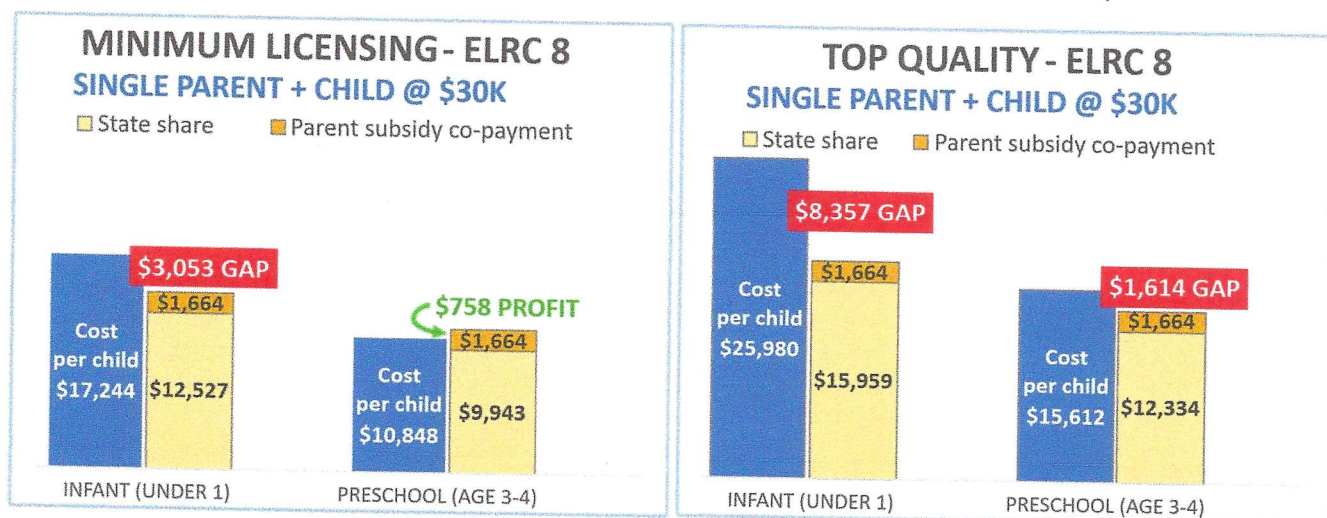 MINIMUM LICENSING - ELRC 8
SINGLE PARENT + CHILD @ $30K
State share
Parent subsidy co-payment
$3,053 GAP
$1,664
Cost
per child
$17,244
$12,527
INFANT (UNDER 1)
$758 PROFIT
$1,664
Cost
per child
$10,848
$9,943
PRESCHOOL (AGE 3-4)
TOP QUALITY - ELRC 8
SINGLE PARENT + CHILD @ $30K
State share
Parent subsidy co-payment
$8,357 GAP
$1,664
Cost
per child
$25,980
$15,959
INFANT (UNDER 1)
$1,614 GAP
$1,664
Cost
per child
$15,612
$12,334
PRESCHOOL (AGE 3-4)